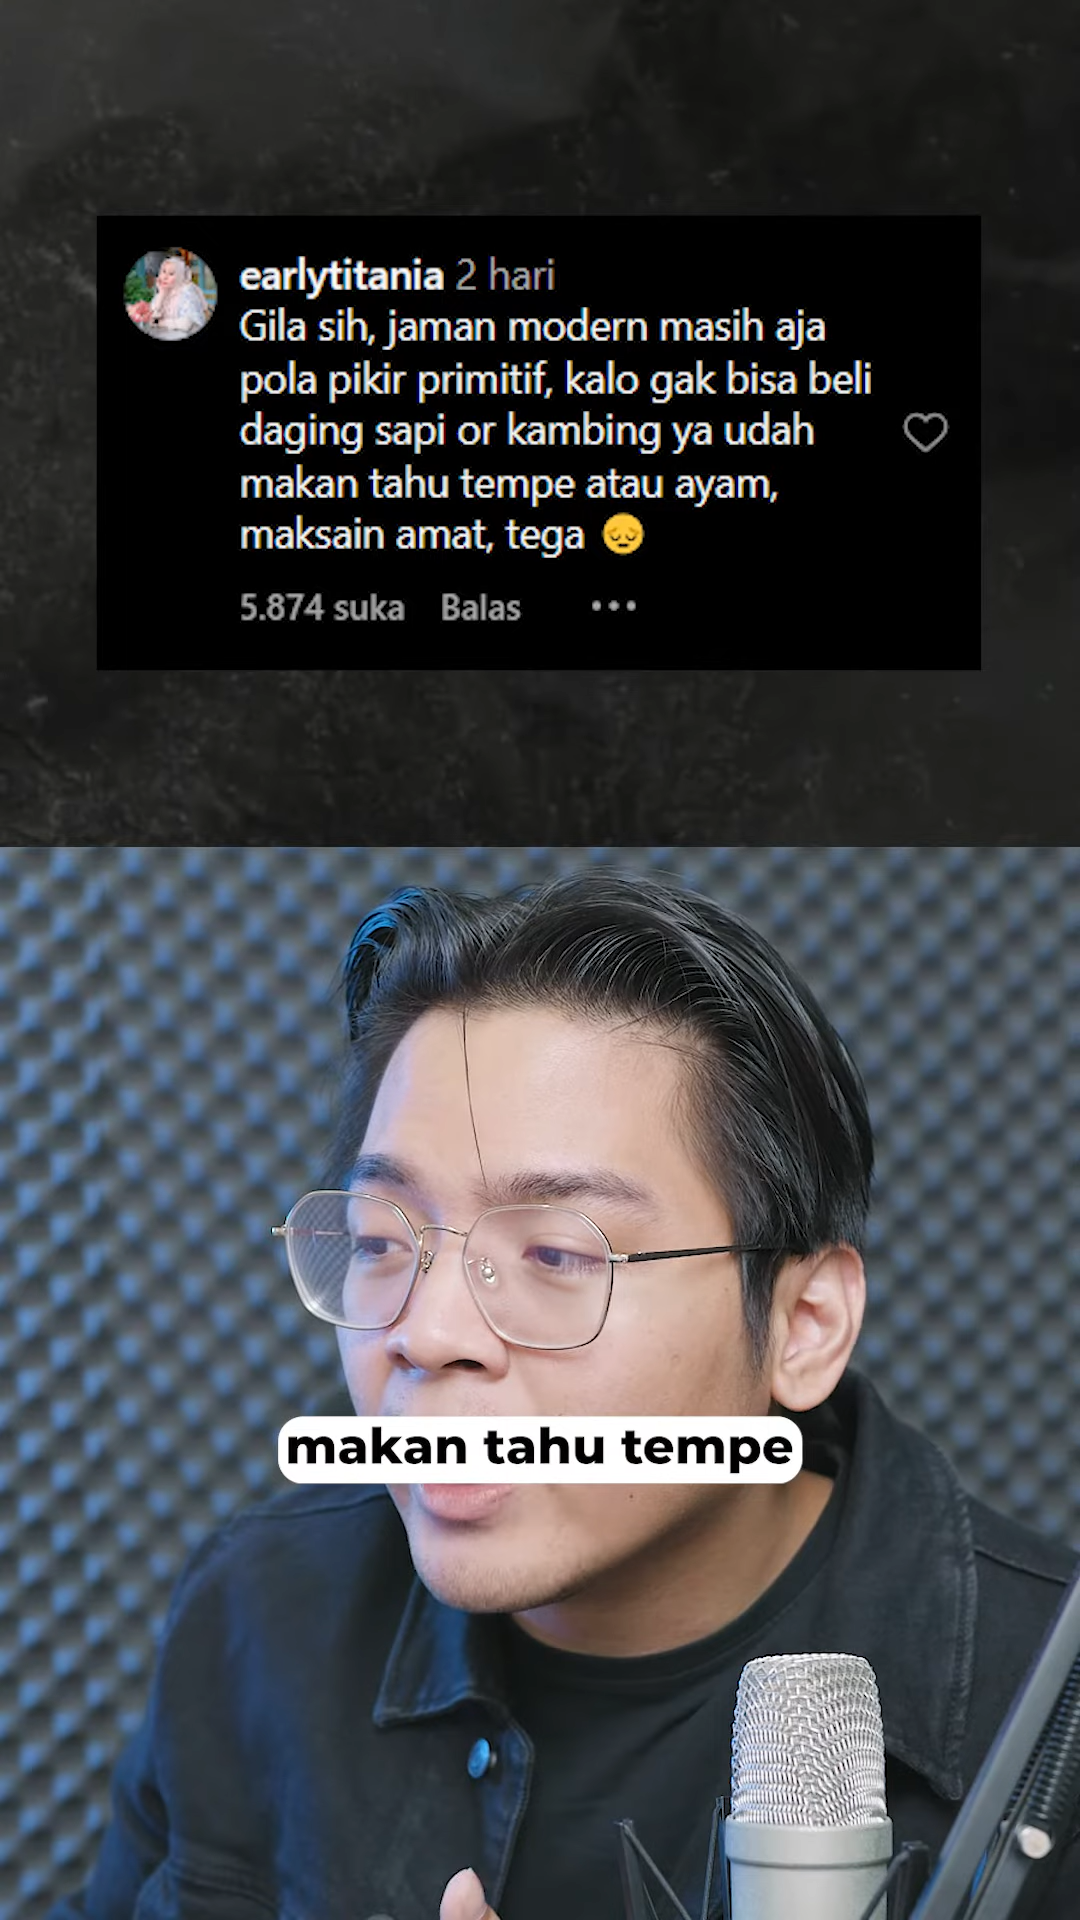 earlytitania 2 hari
Gila sih, jaman modern masih aja
pola pikir primitif, kalo gak bisa beli
daging sapi or kambing ya udah
makan tahu tempe atau ayam,
maksain amat, tega 😔
5.874 suka Balas •••
makan tahu tempe